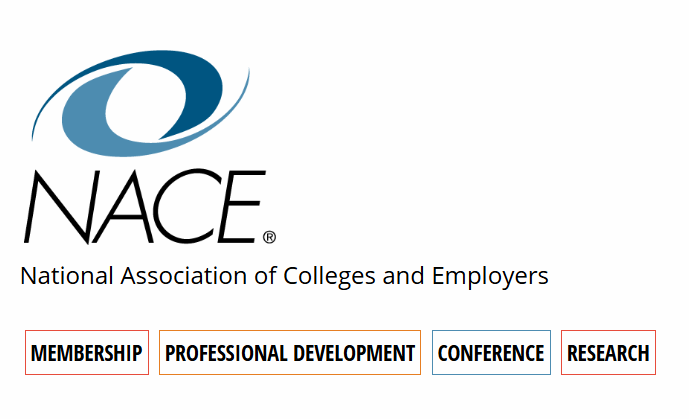 NACE®
National Association of Colleges and Employers
MEMBERSHIP PROFESSIONAL DEVELOPMENT CONFERENCE RESEARCH